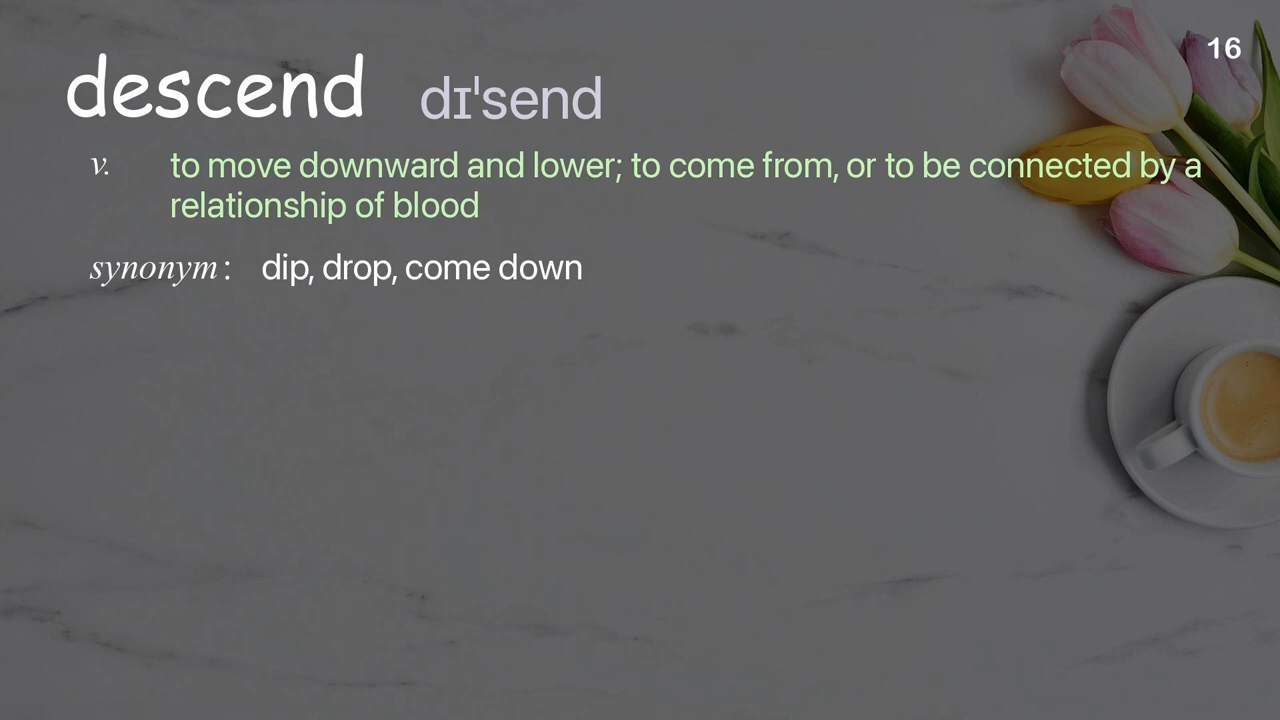 16
descend dɪˈsend
v. to move downward and lower; to come from, or to be connected by a
relationship of blood
synonym: dip, drop, come down